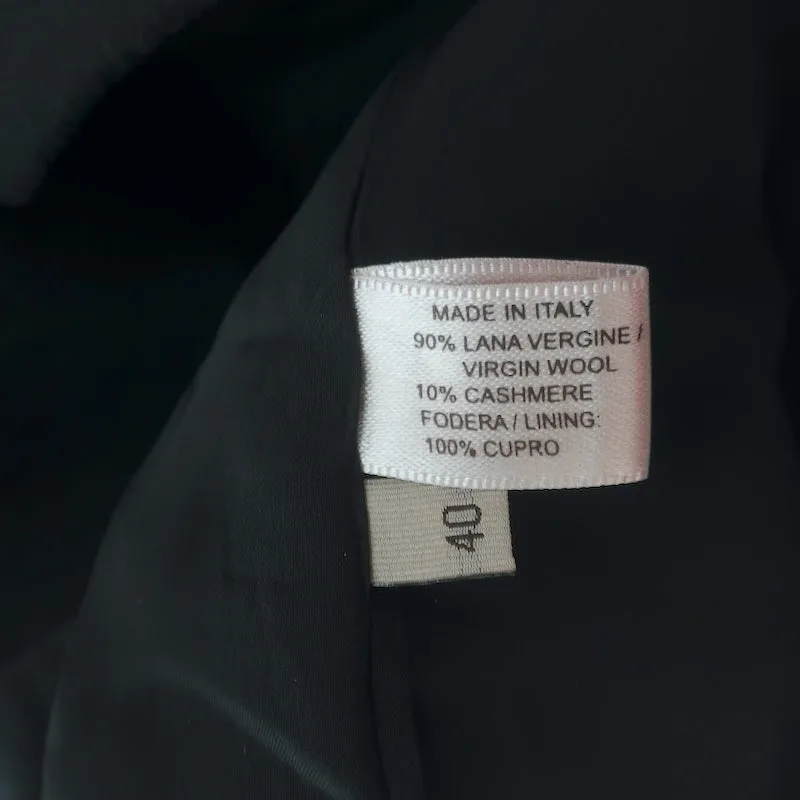 MADE IN ITALY
90% LANA VERGINE /
VIRGIN WOOL
10% CASHMERE
FODERA / LINING:
100% CUPRO
40